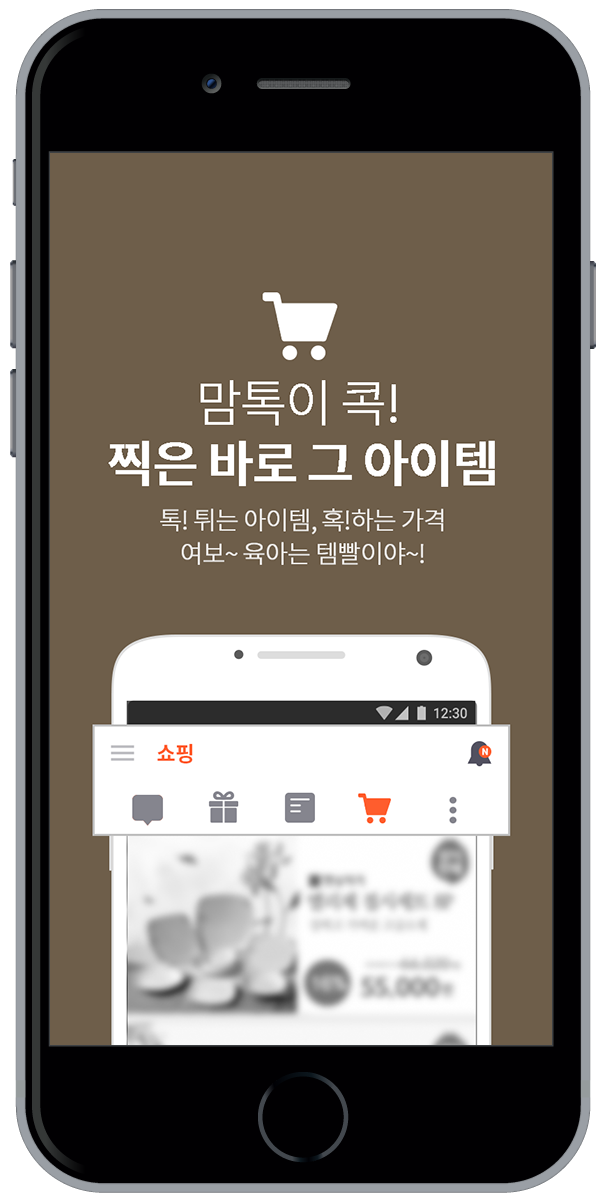 맘톡이 콕!
찍은 바로 그 아이템
톡! 튀는 아이템, 혹!하는 가격
여보~ 육아는 템빨이야~!
12:30
쇼핑
N
55,000